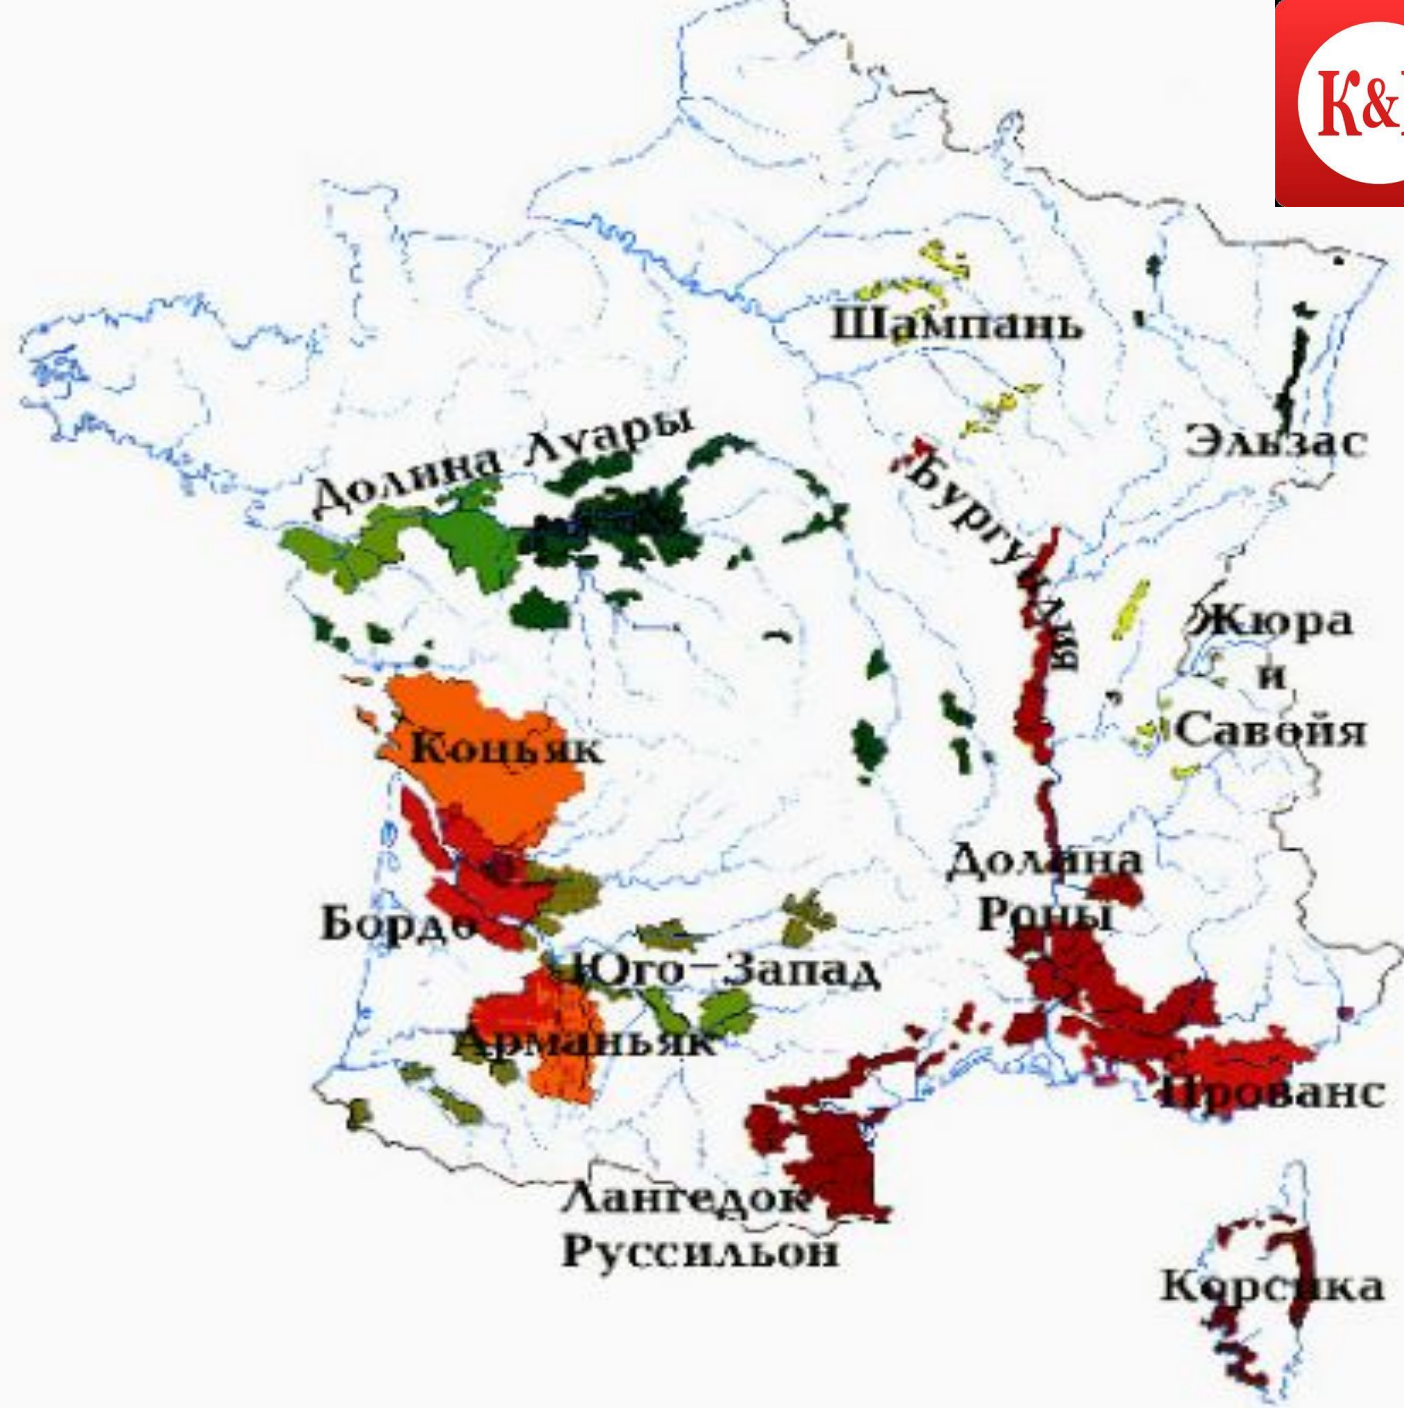 К&
Шампань
Эльзас
Долина Луары
Бургундия
Жюра
и
Савойя
Коньяк
Долина
Роны
Бордо
Юго-Запад
Арманьяк
Прованс
Лангедок
Руссильон
Корсика